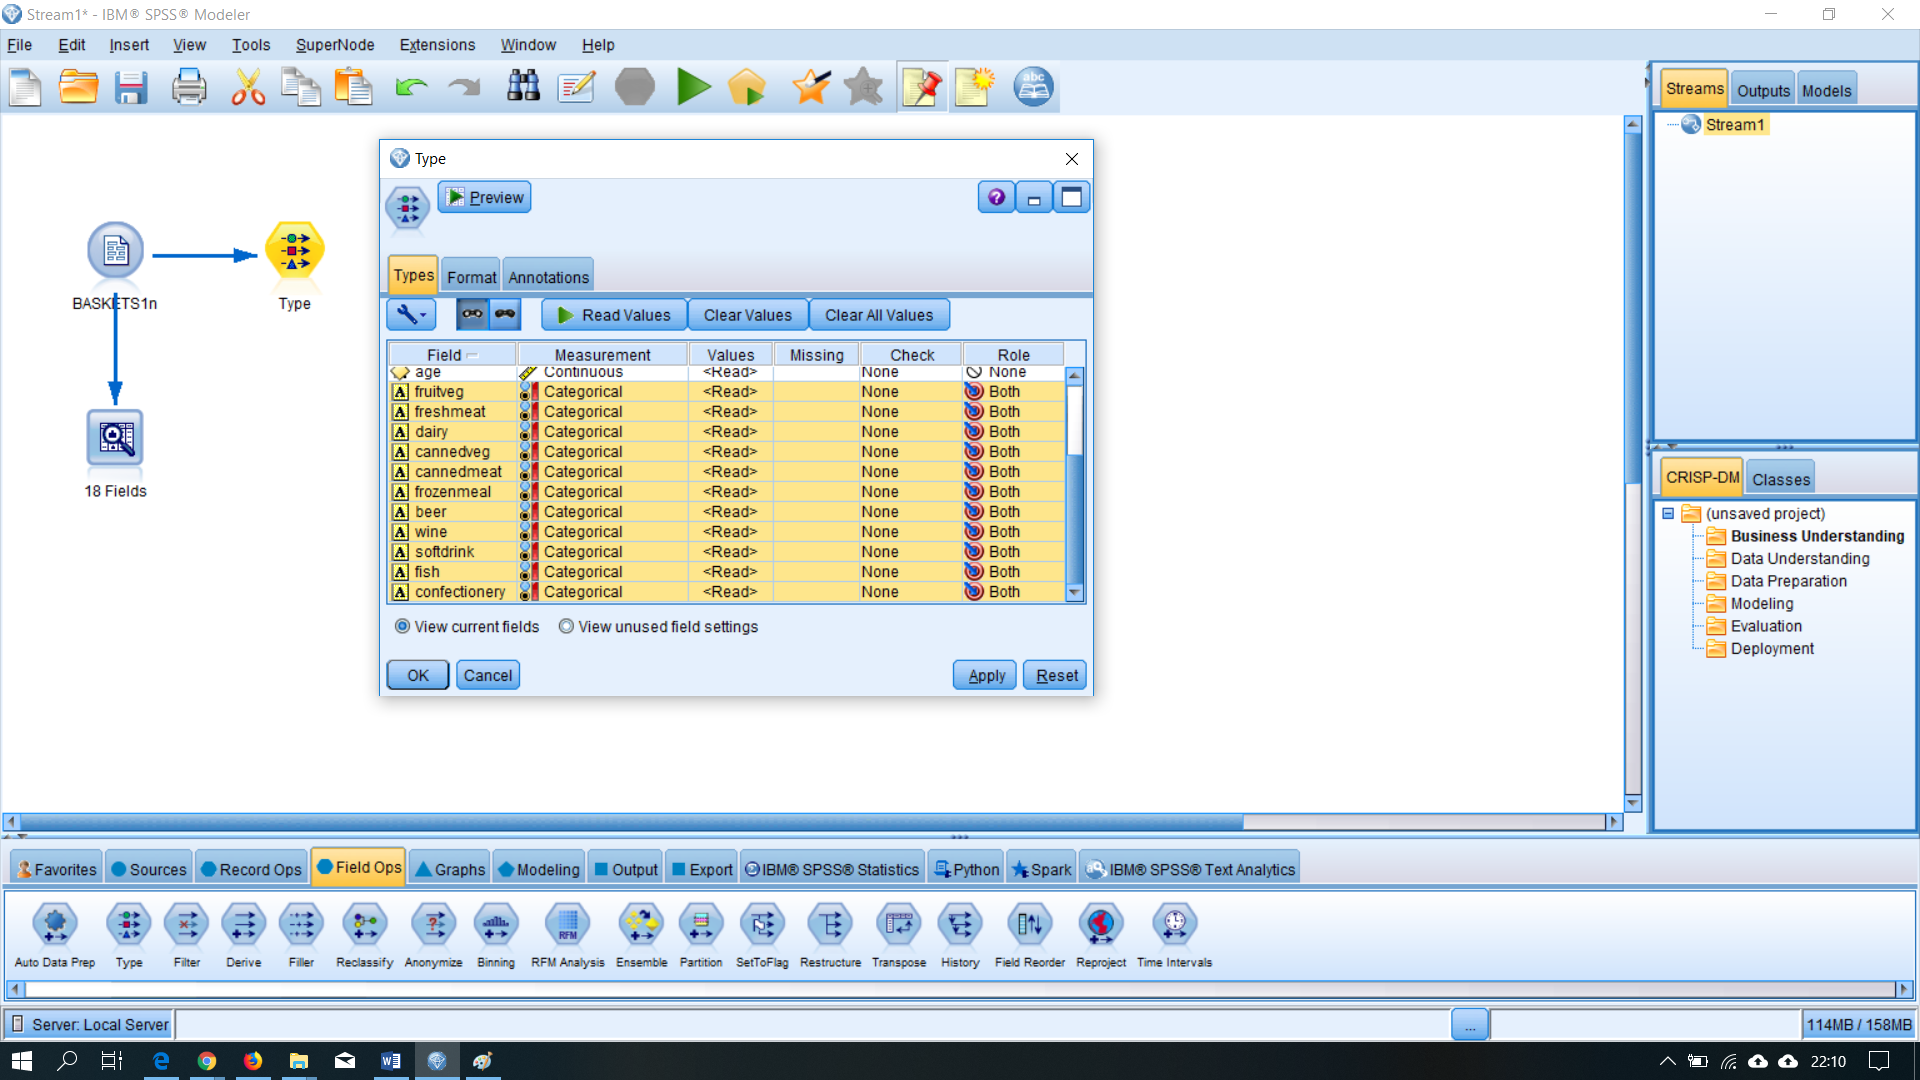 Stream1* - IBM® SPSS® Modeler
File Edit Insert View Tools SuperNode Extensions Window Help
abc
Streams Outputs Models
Stream1
BASKETS1n
Type
18 Fields
Type
Preview
?
Types Format Annotations
Read Values Clear Values Clear All Values
Field Measurement Values Missing Check Role
age Continuous <Read> None None
A fruitveg Categorical <Read> None Both
A freshmeat Categorical <Read> None Both
A dairy Categorical <Read> None Both
A cannedveg Categorical <Read> None Both
A cannedmeat Categorical <Read> None Both
A frozenmeal Categorical <Read> None Both
A beer Categorical <Read> None Both
A wine Categorical <Read> None Both
A softdrink Categorical <Read> None Both
A fish Categorical <Read> None Both
A confectionery Categorical <Read> None Both
View current fields View unused field settings
OK Cancel Apply Reset
CRISP-DM Classes
(unsaved project)
Business Understanding
Data Understanding
Data Preparation
Modeling
Evaluation
Deployment
Favorites Sources Record Ops Field Ops Graphs Modeling Output Export IBM® SPSS® Statistics Python Spark IBM® SPSS® Text Analytics
RFM
Auto Data Prep Type Filter Derive Filler Reclassify Anonymize Binning RFM Analysis Ensemble Partition SetToFlag Restructure Transpose History Field Reorder Reproject Time Intervals
Server: Local Server ... 114MB / 158MB
22:10